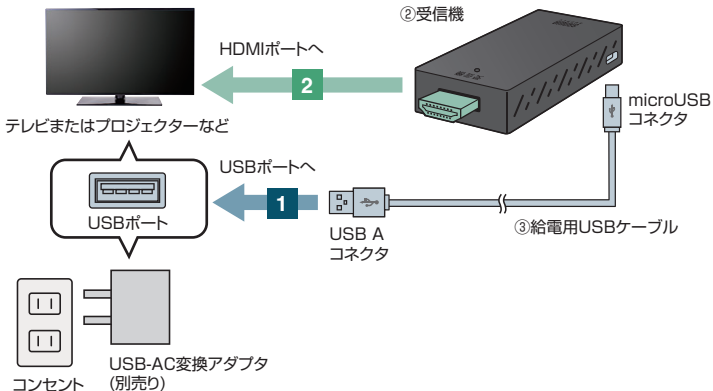 ②受信機
HDMIポートへ
2
microUSB
コネクタ
テレビまたはプロジェクターなど
USBポートへ
1
USBポート
USB A
コネクタ
③給電用USBケーブル
USB-AC変換アダプタ
(別売り)
コンセント